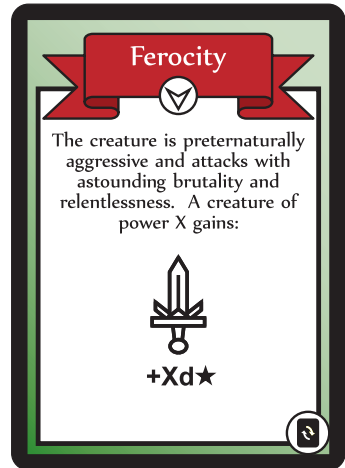 Ferocity
The creature is preternaturally
aggressive and attacks with
astounding brutality and
relentlessness.  A creature of
power X gains:
+Xd★